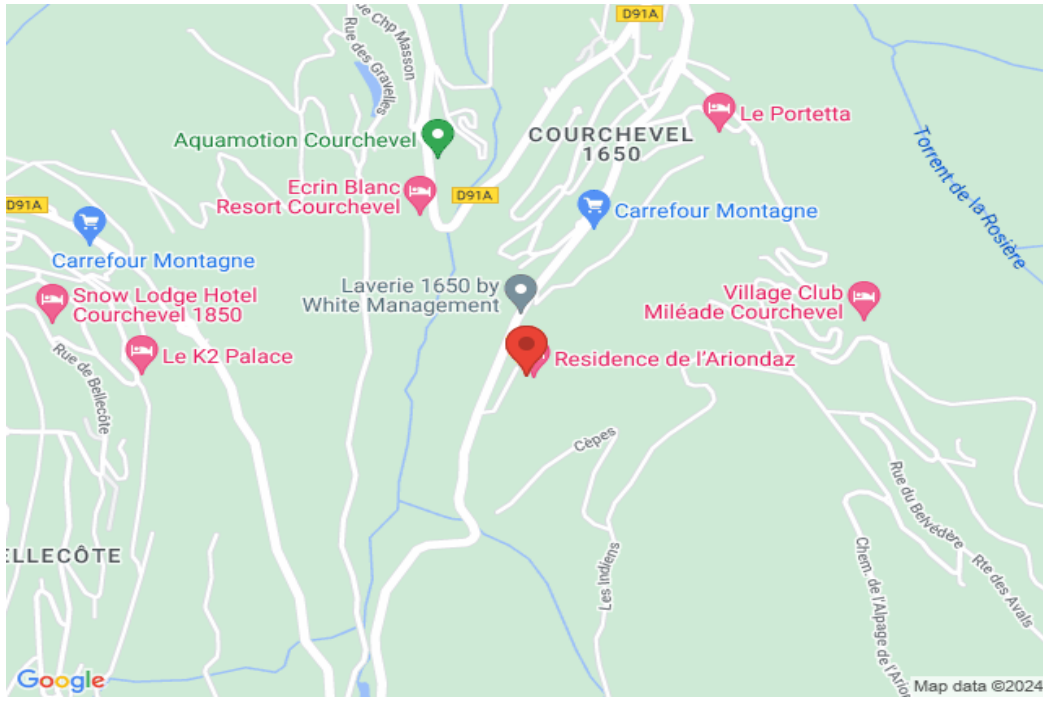 D91A
Rue des Gravelles
Rue Chp Masson
Aquamotion Courchevel
COURCHEVEL
1650
Le Portetta
Torrent de la Rosière
Ecrin Blanc
Resort Courchevel
D91A
D91A
Carrefour Montagne
Carrefour Montagne
Laverie 1650 by
White Management
Snow Lodge Hotel
Courchevel 1850
Village Club
Miléade Courchevel
Le K2 Palace
Residence de l'Ariondaz
Rue de Bellecôte
Cèpes
Rue du Belvédère
Rte des Avals
Chem. de l'Alpage de l'Ario
Les Indiens
ELLECÔTE
Google
Map data ©2024